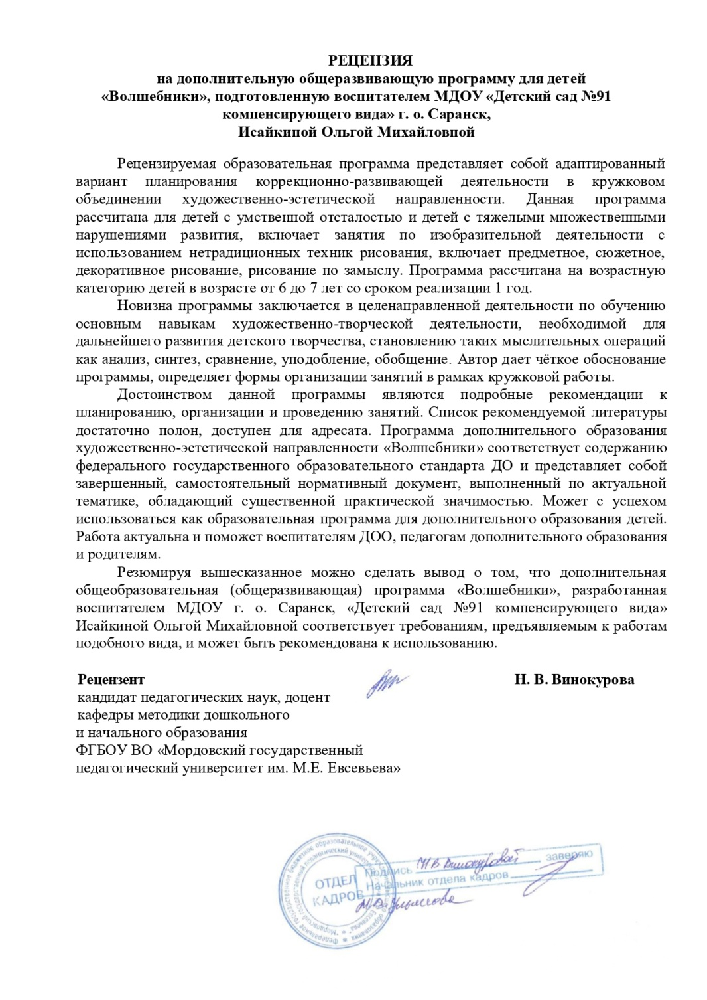 РЕЦЕНЗИЯ
на дополнительную общеразвивающую программу для детей
«Волшебники», подготовленную воспитателем МДОУ «Детский сад №91
компенсирующего вида» г. о. Саранск,
Исайкиной Ольгой Михайловной
Рецензируемая образовательная программа представляет собой адаптированный
вариант планирования коррекционно-развивающей деятельности в кружковом
объединении художественно-эстетической направленности. Данная программа
рассчитана для детей с умственной отсталостью и детей с тяжелыми множественными
нарушениями развития, включает занятия по изобразительной деятельности с
использованием нетрадиционных техник рисования, включает предметное, сюжетное,
декоративное рисование, рисование по замыслу. Программа рассчитана на возрастную
категорию детей в возрасте от 6 до 7 лет со сроком реализации 1 год.
Новизна программы заключается в целенаправленной деятельности по обучению
основным навыкам художественно-творческой деятельности, необходимой для
дальнейшего развития детского творчества, становлению таких мыслительных операций
как анализ, синтез, сравнение, уподобление, обобщение. Автор дает чёткое обоснование
программы, определяет формы организации занятий в рамках кружковой работы.
Достоинством данной программы являются подробные рекомендации к
планированию, организации и проведению занятий. Список рекомендуемой литературы
достаточно полон, доступен для адресата. Программа дополнительного образования
художественно-эстетической направленности «Волшебники» соответствует содержанию
федерального государственного образовательного стандарта ДО и представляет собой
завершенный, самостоятельный нормативный документ, выполненный по актуальной
тематике, обладающий существенной практической значимостью. Может с успехом
использоваться как образовательная программа для дополнительного образования детей.
Работа актуальна и поможет воспитателям ДОО, педагогам дополнительного образования
и родителям.
Резюмируя вышесказанное можно сделать вывод о том, что дополнительная
общеобразовательная (общеразвивающая) программа «Волшебники», разработанная
воспитателем МДОУ г. о. Саранск, «Детский сад №91 компенсирующего вида»
Исайкиной Ольгой Михайловной соответствует требованиям, предъявляемым к работам
подобного вида, и может быть рекомендована к использованию.
Рецензент Н. В. Винокурова
кандидат педагогических наук, доцент
кафедры методики дошкольного
и начального образования
ФГБОУ ВО «Мордовский государственный
педагогический университет им. М.Е. Евсевьева»
Подпись Н.В. Винокуровой заверяю
Начальник отдела кадров
ОТДЕЛ
КАДРОВ